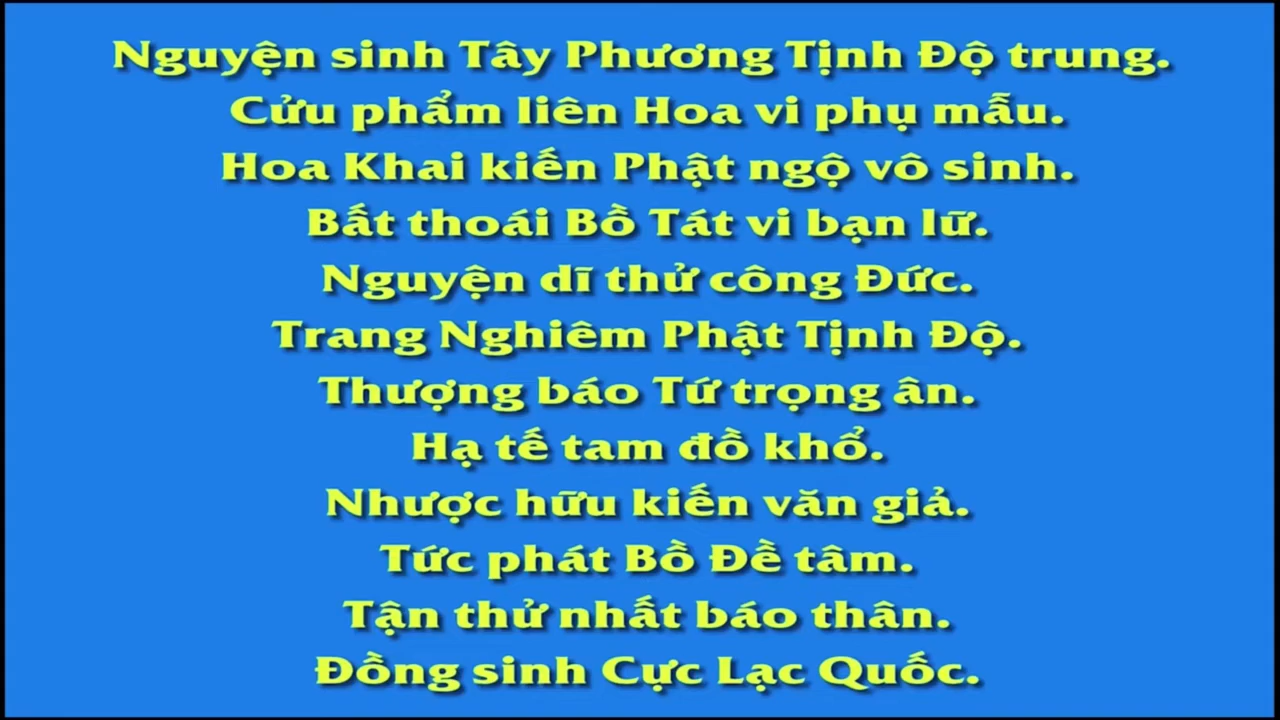 Nguyện sinh Tây Phương Tịnh Độ trung.
Cửu phẩm liên Hoa vi phụ mẫu.
Hoa Khai kiến Phật ngộ vô sinh.
Bất thoái Bồ Tát vi bạn lữ.
Nguyện dĩ thử công Đức.
Trang Nghiêm Phật Tịnh Độ.
Thượng báo Tứ trọng ân.
Hạ tế tam đồ khổ.
Nhược hữu kiến văn giả.
Tức phát Bồ Đề tâm.
Tận thử nhất báo thân.
Đồng sinh Cực Lạc Quốc.